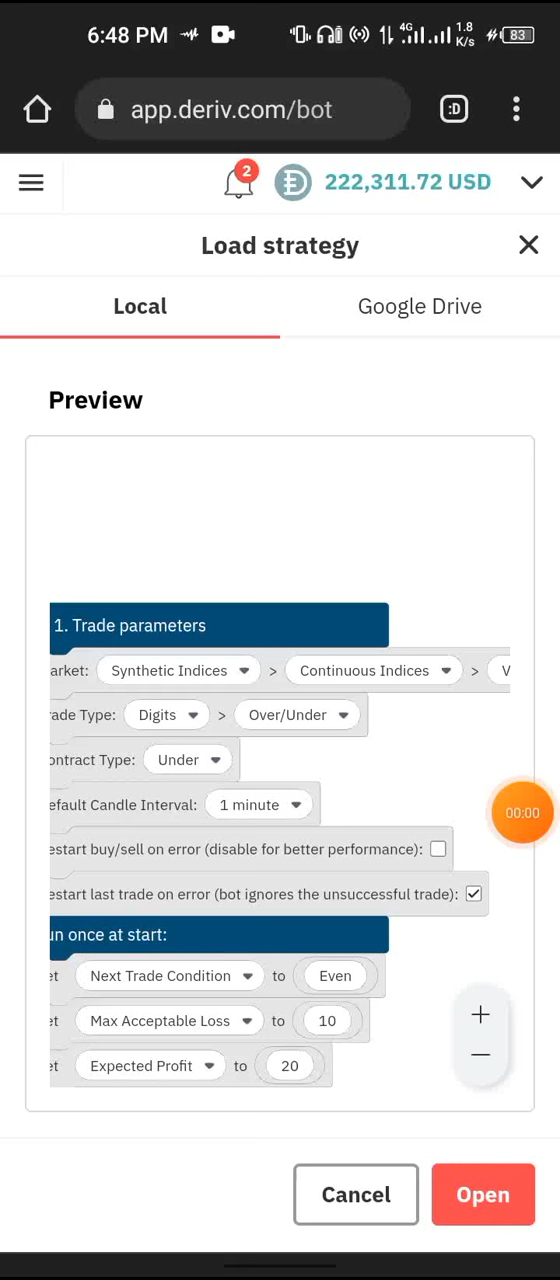 6:48 PM 4G 1.8 K/s 83
app.deriv.com/bot :D
2 222,311.72 USD
Load strategy
Local Google Drive
Preview
1. Trade parameters
arket: Synthetic Indices > Continuous Indices > V
rade Type: Digits > Over/Under
ontract Type: Under
efault Candle Interval: 1 minute
estart buy/sell on error (disable for better performance):
00:00
estart last trade on error (bot ignores the unsuccessful trade):
un once at start:
et Next Trade Condition to Even
et Max Acceptable Loss to 10
et Expected Profit to 20
Cancel Open